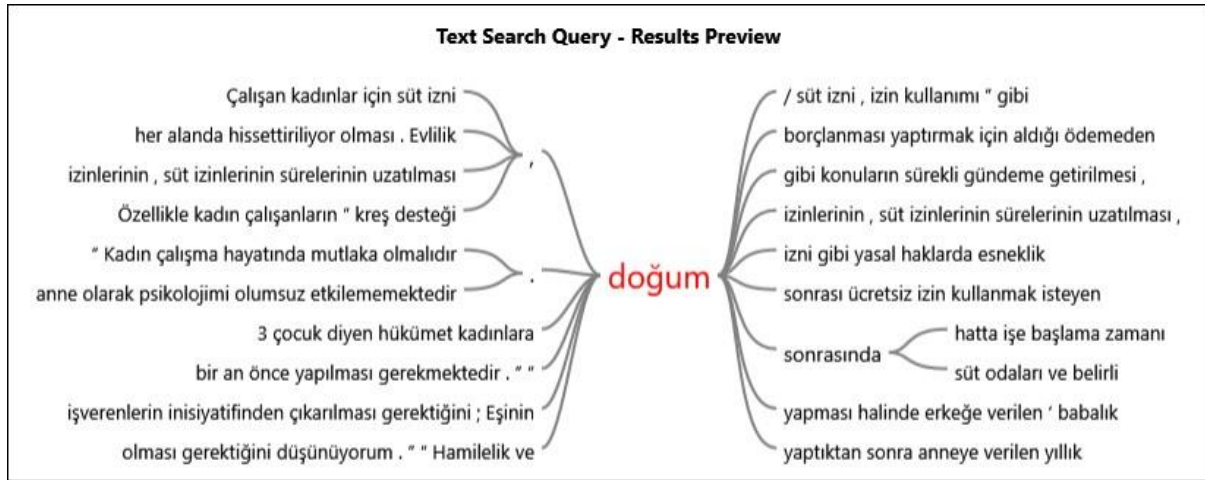 Text Search Query - Results Preview
Çalışan kadınlar için süt izni
her alanda hissettiriliyor olması . Evlilik
izinlerinin , süt izinlerinin sürelerinin uzatılması
Özellikle kadın çalışanların " kreş desteği
,
" Kadın çalışma hayatında mutlaka olmalıdır
anne olarak psikolojimi olumsuz etkilememektedir
.
3 çocuk diyen hükümet kadınlara
bir an önce yapılması gerekmektedir . " "
işverenlerin inisiyatifinden çıkarılması gerektiğini ; Eşinin
olması gerektiğini düşünüyorum . " " Hamilelik ve
doğum
/ süt izni , izin kullanımı " gibi
borçlanması yaptırmak için aldığı ödemeden
gibi konuların sürekli gündeme getirilmesi ,
izinlerinin , süt izinlerinin sürelerinin uzatılması ,
izni gibi yasal haklarda esneklik
sonrası ücretsiz izin kullanmak isteyen
sonrasında
hatta işe başlama zamanı
süt odaları ve belirli
yapması halinde erkeğe verilen ' babalık
yaptıktan sonra anneye verilen yıllık